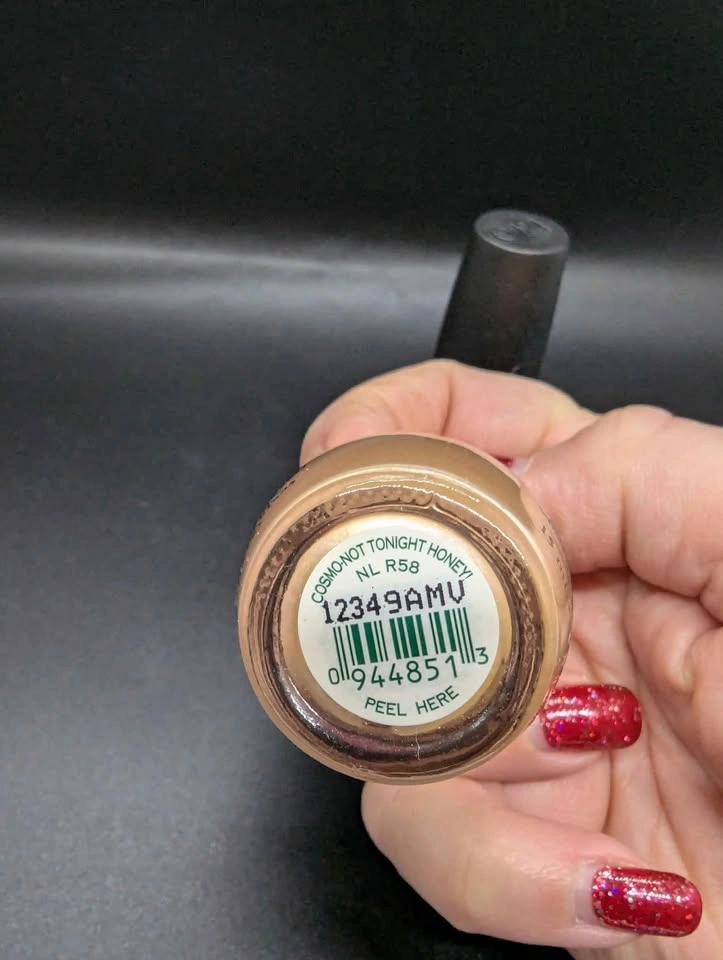 COSMO-NOT TONIGHT HONEY!
NL R58
12349AMV
0 944851 3
PEEL HERE